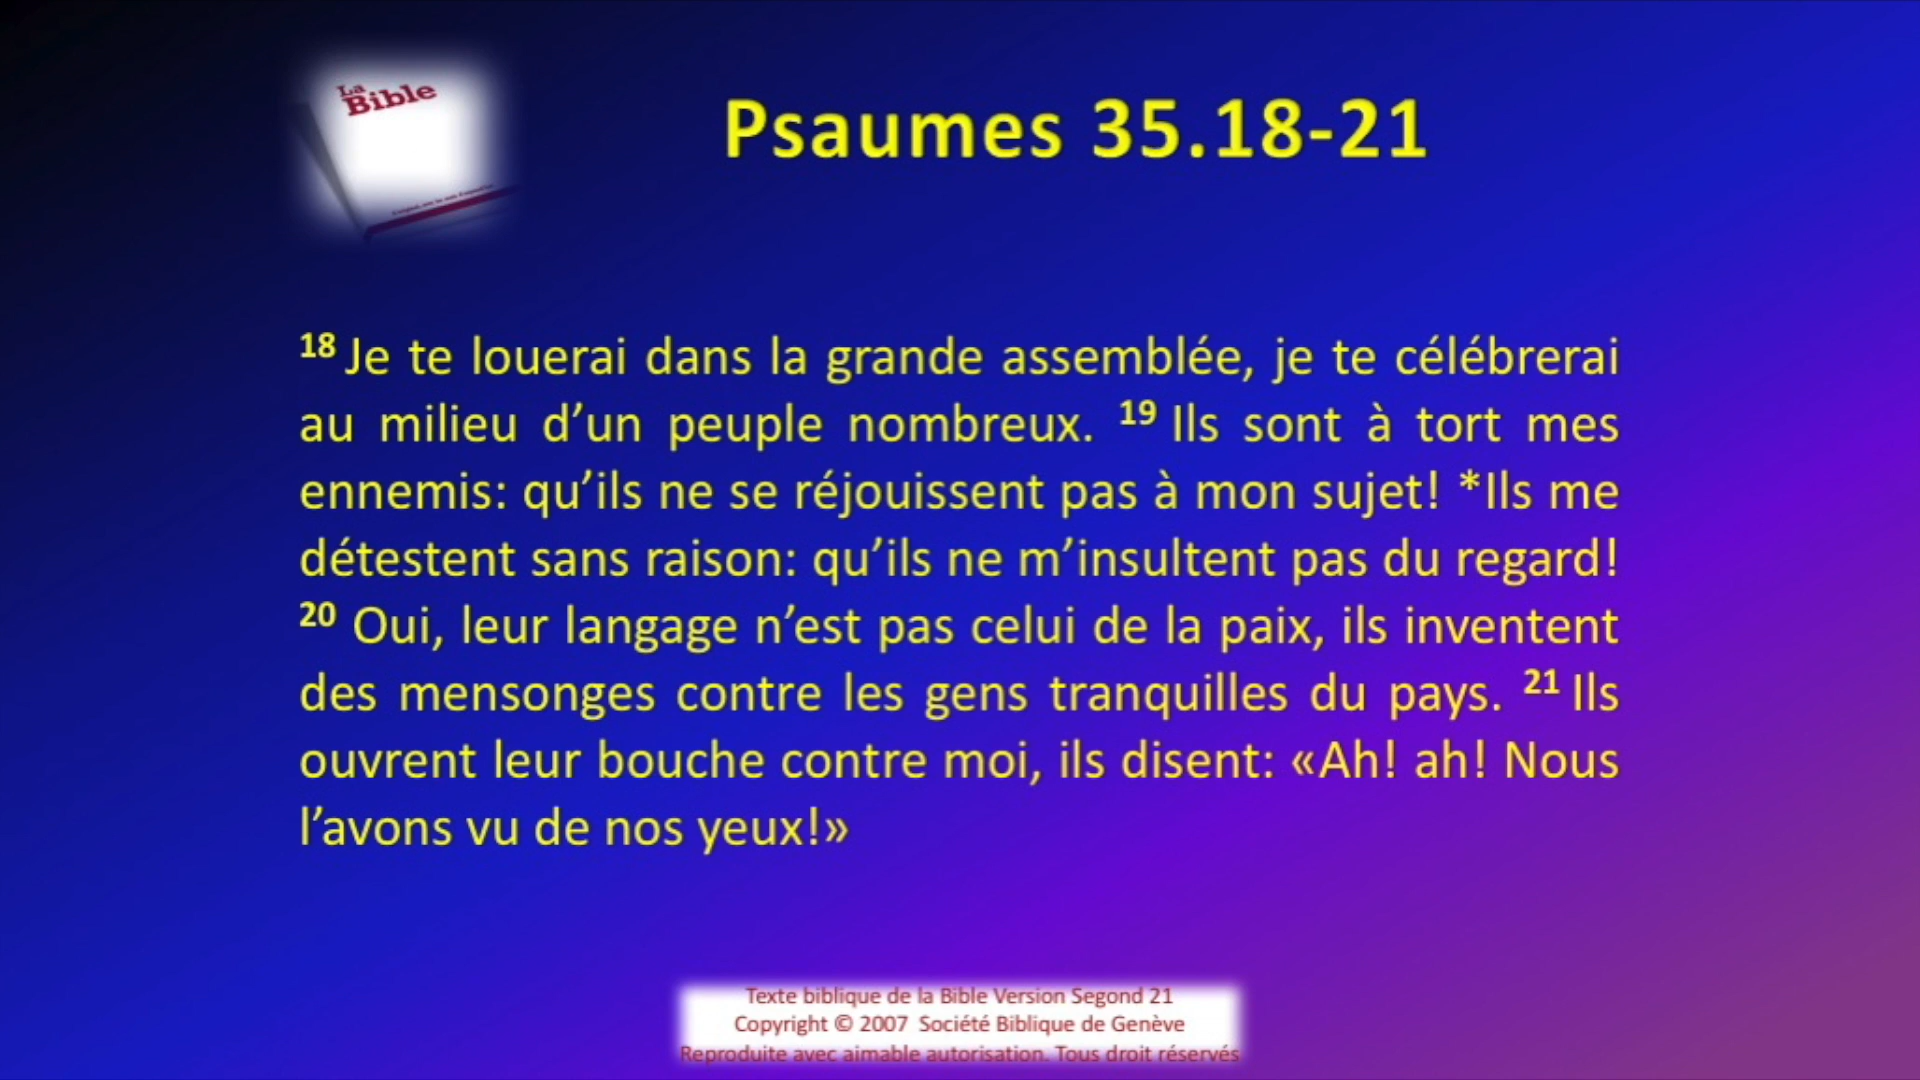 La
Bible
Psaumes 35.18-21
18 Je te louerai dans la grande assemblée, je te célébrerai
au milieu d’un peuple nombreux. 19 Ils sont à tort mes
ennemis: qu’ils ne se réjouissent pas à mon sujet! *Ils me
détestent sans raison: qu’ils ne m’insultent pas du regard!
20 Oui, leur langage n’est pas celui de la paix, ils inventent
des mensonges contre les gens tranquilles du pays. 21 Ils
ouvrent leur bouche contre moi, ils disent: «Ah! ah! Nous
l’avons vu de nos yeux!»
Texte biblique de la Bible Version Segond 21
Copyright © 2007 Société Biblique de Genève
Reproduite avec aimable autorisation. Tous droit réservés